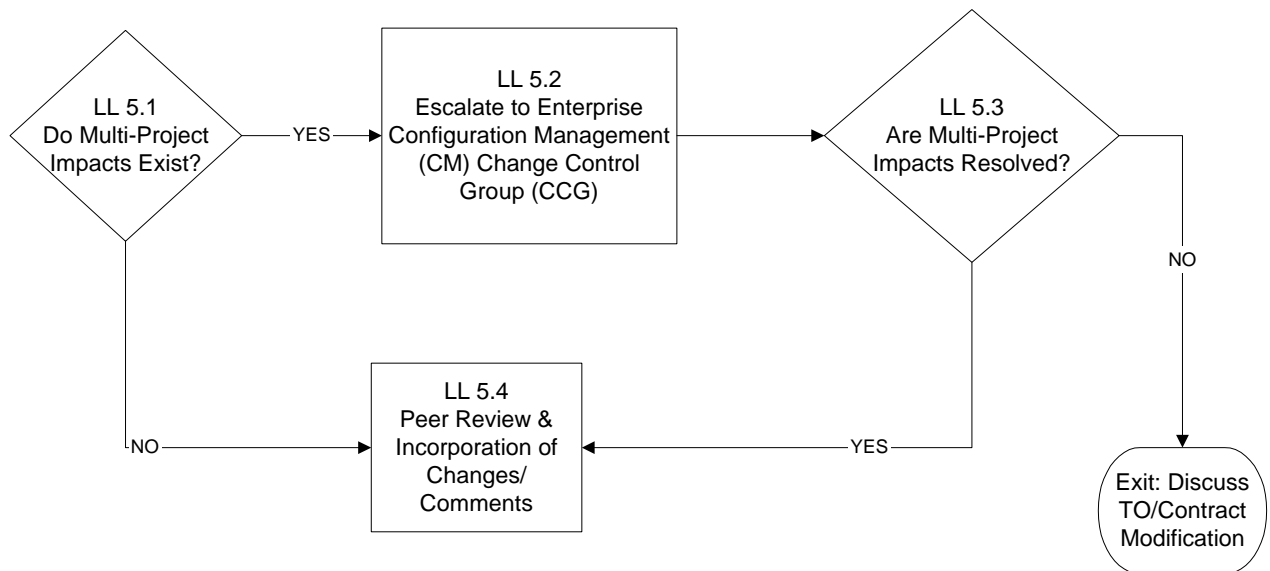 LL 5.1
Do Multi-Project
Impacts Exist?
YES
LL 5.2
Escalate to Enterprise
Configuration Management
(CM) Change Control
Group (CCG)
LL 5.3
Are Multi-Project
Impacts Resolved?
NO
NO
LL 5.4
Peer Review &
Incorporation of
Changes/
Comments
YES
Exit: Discuss
TO/Contract
Modification